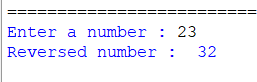 =========================
Enter a number : 23
Reversed number :  32